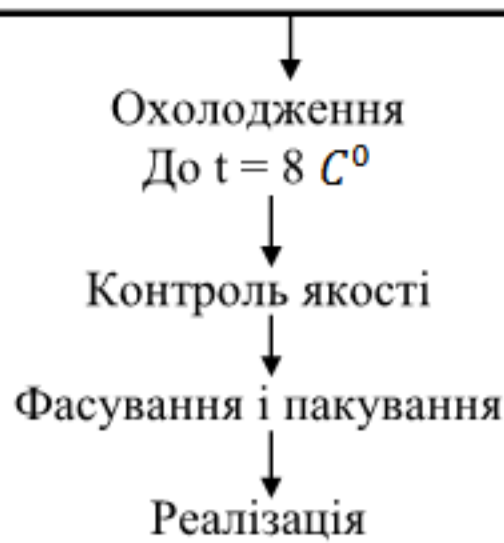 Охолодження
До t = 8 C⁰
Контроль якості
Фасування і пакування
Реалізація